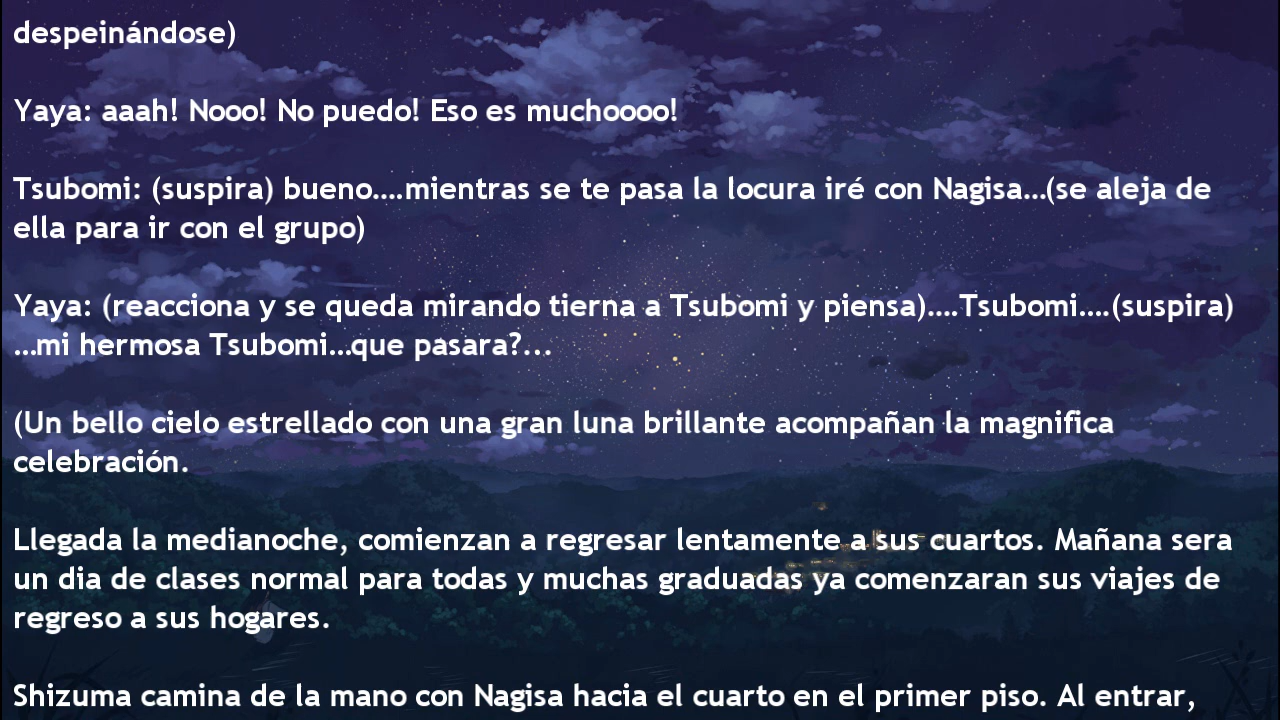 despeinándose)
Yaya: aaah! Nooo! No puedo! Eso es muchoooo!
Tsubomi: (suspira) bueno....mientras se te pasa la locura iré con Nagisa...(se aleja de
ella para ir con el grupo)
Yaya: (reacciona y se queda mirando tierna a Tsubomi y piensa)....Tsubomi....(suspira)
...mi hermosa Tsubomi...que pasara?...
(Un bello cielo estrellado con una gran luna brillante acompañan la magnifica
celebración.
Llegada la medianoche, comienzan a regresar lentamente a sus cuartos. Mañana sera
un dia de clases normal para todas y muchas graduadas ya comenzaran sus viajes de
regreso a sus hogares.
Shizuma camina de la mano con Nagisa hacia el cuarto en el primer piso. Al entrar,